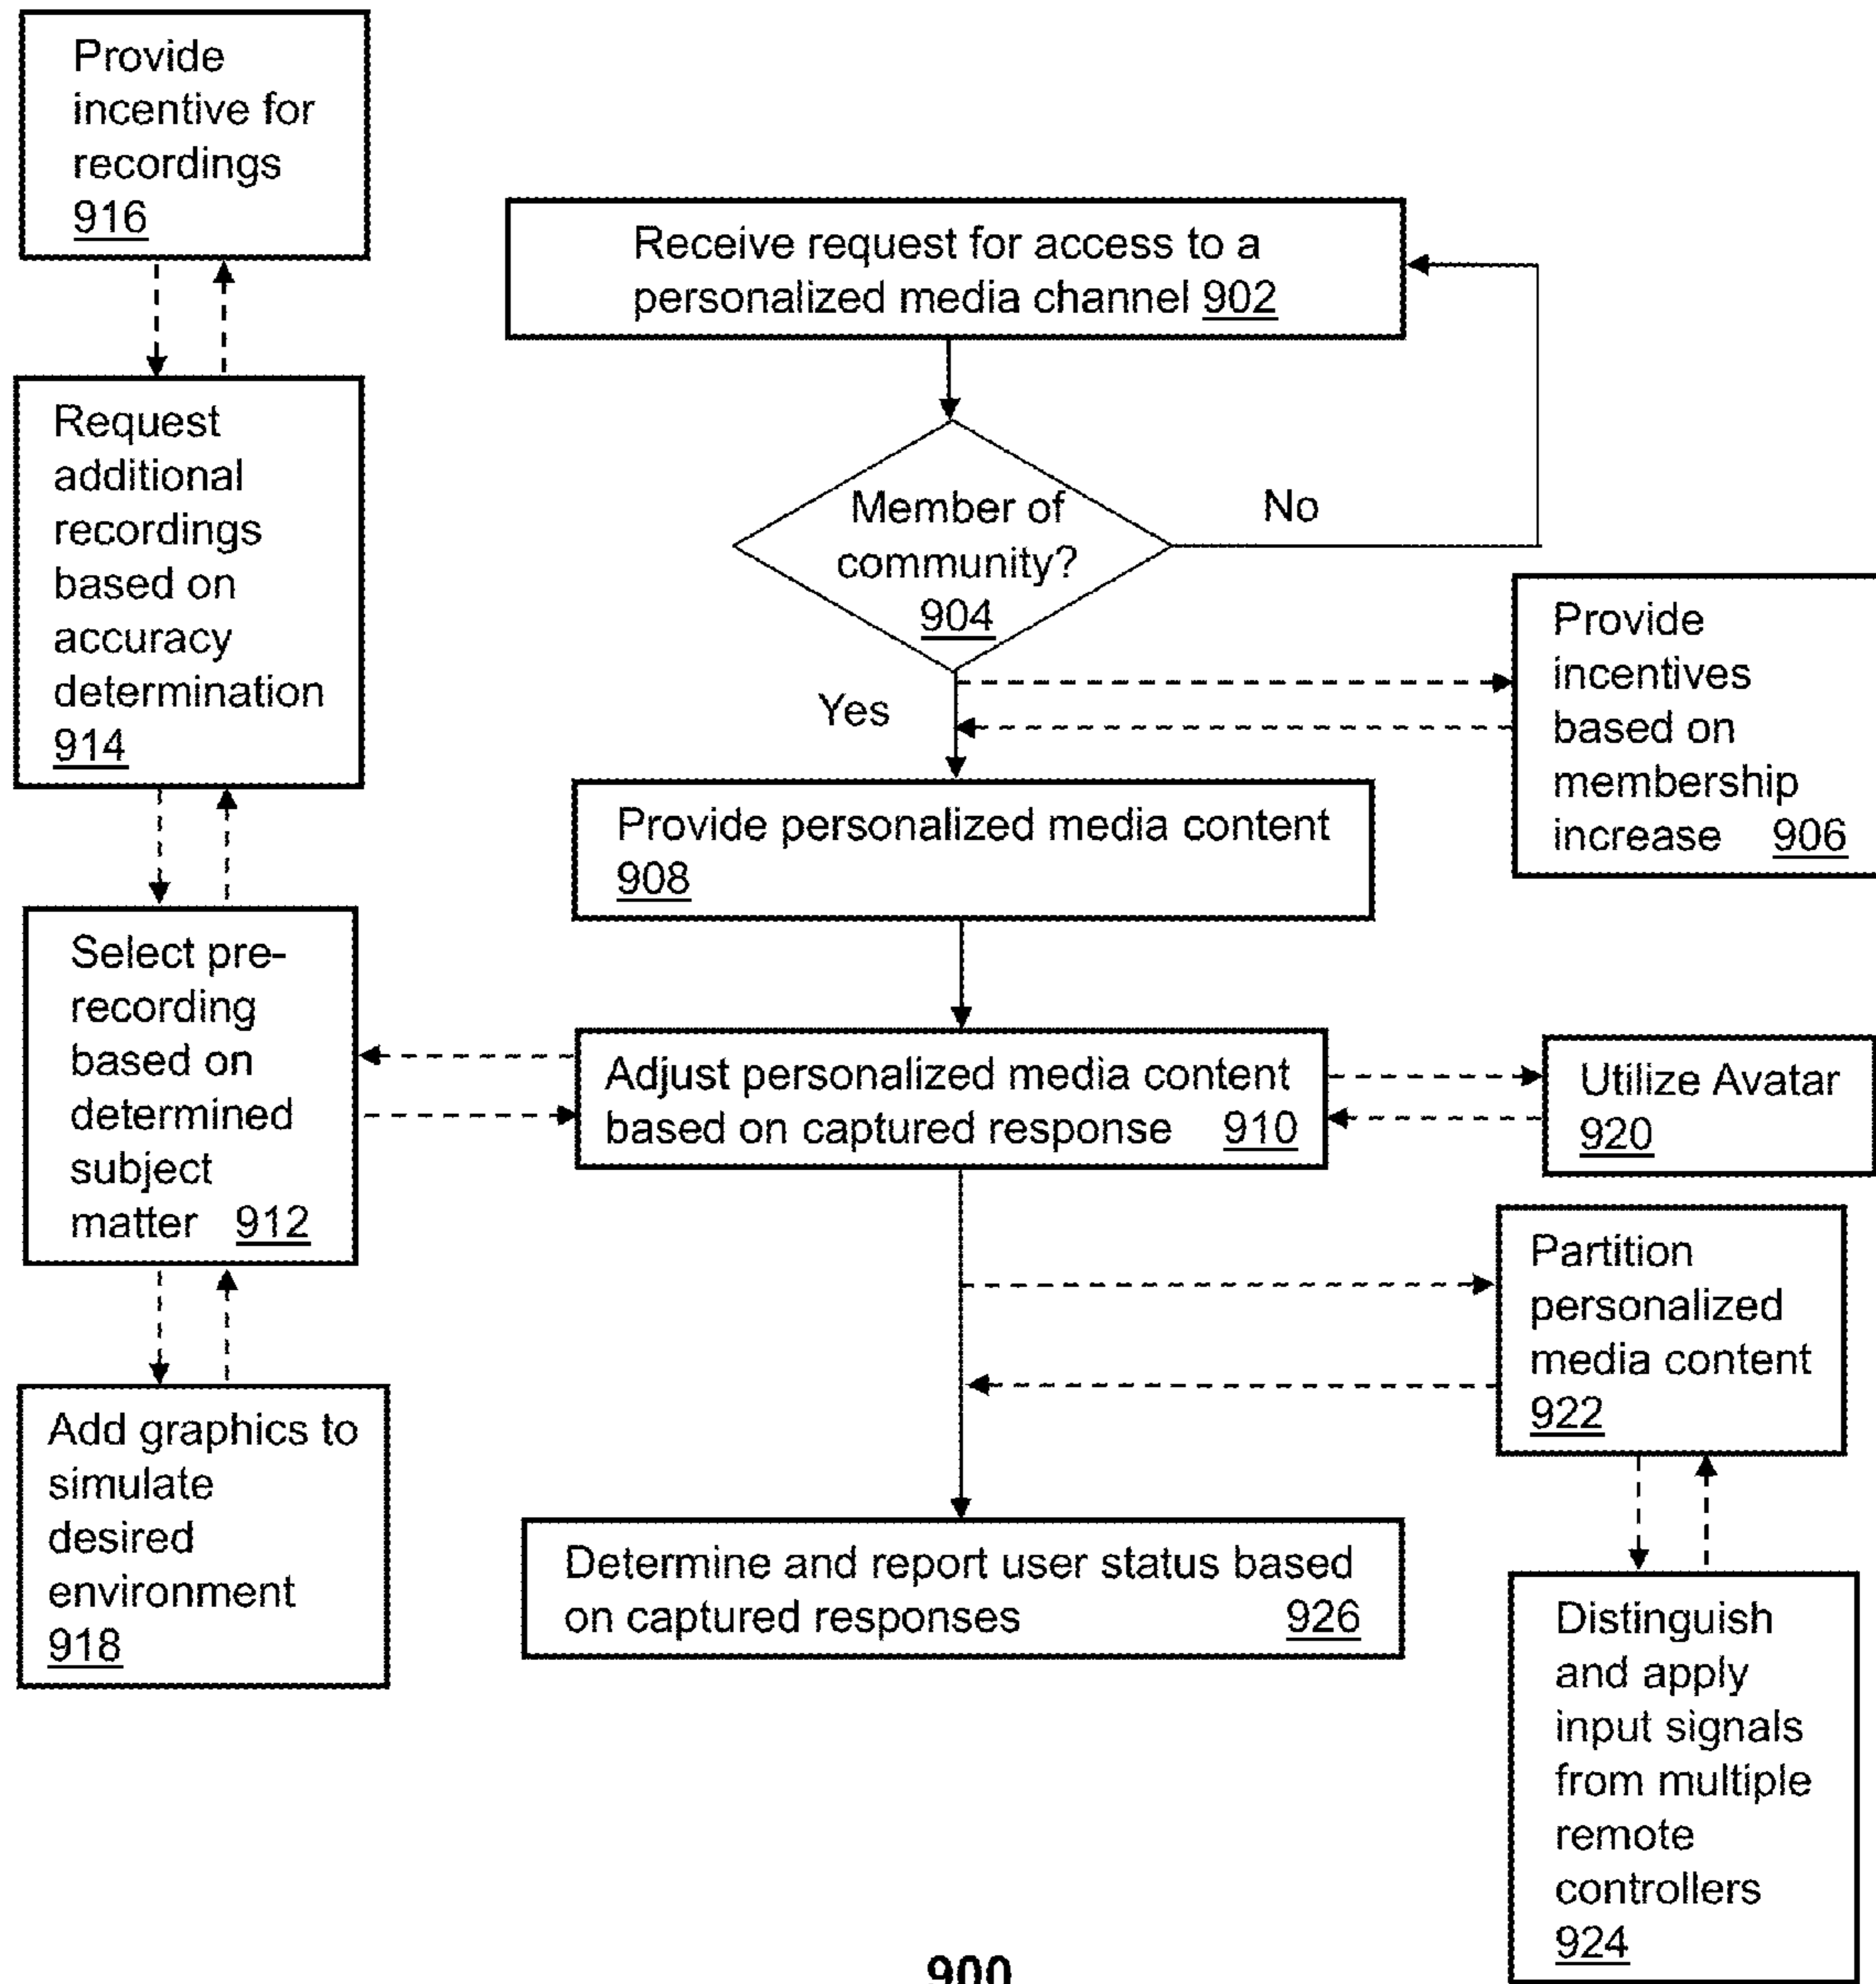 Provide
incentive for
recordings
916
Receive request for access to a
personalized media channel 902
Request
additional
recordings
based on
accuracy
determination
914
Member of
community?
904
No
Yes
Provide
incentives
based on
membership
increase 906
Provide personalized media content
908
Select pre-
recording
based on
determined
subject
matter 912
Adjust personalized media content
based on captured response 910
Utilize Avatar
920
Partition
personalized
media content
922
Add graphics to
simulate
desired
environment
918
Determine and report user status based
on captured responses 926
Distinguish
and apply
input signals
from multiple
remote
controllers
924
900